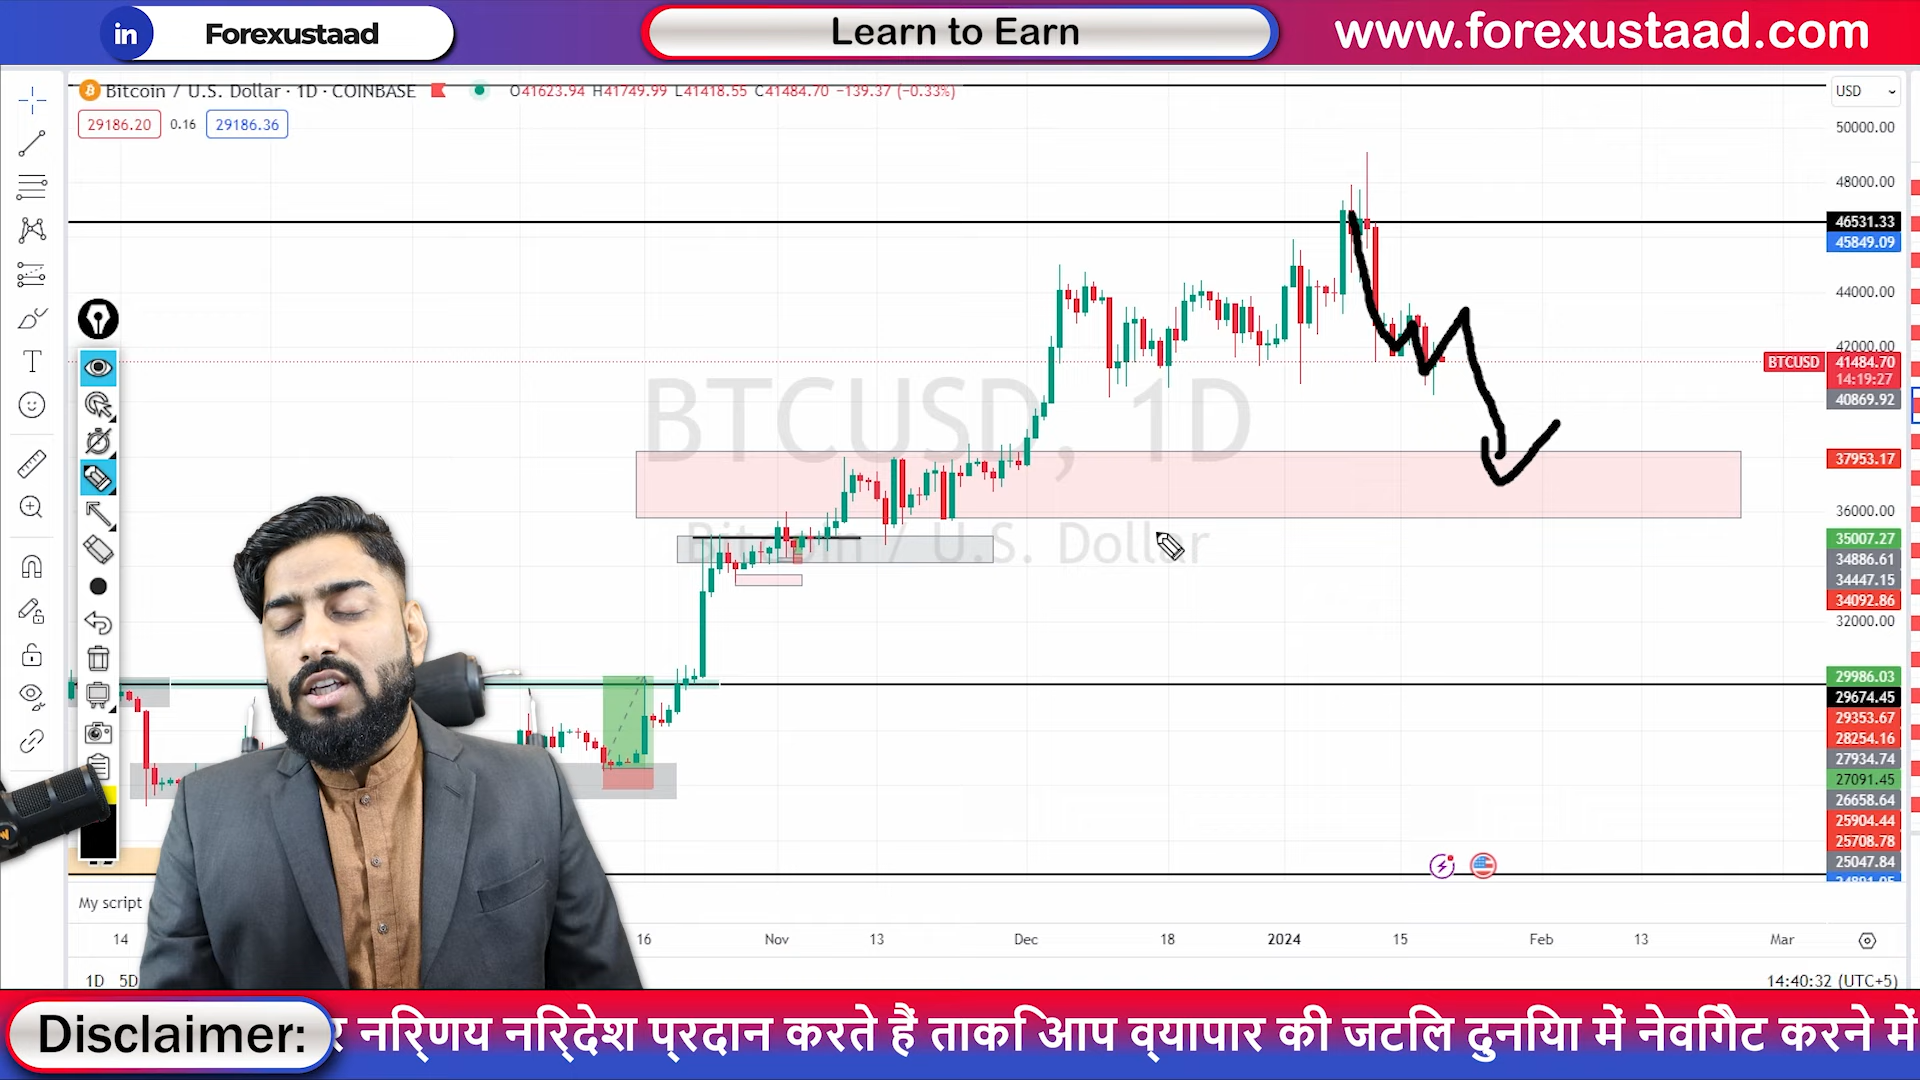 in Forexustaad
Learn to Earn
www.forexustaad.com
Bitcoin / U.S. Dollar · 1D · COINBASE O41623.94 H41749.99 L41418.55 C41484.70 −139.37 (−0.33%)
USD
29186.20 0.16 29186.36
50000.00
48000.00
46531.33
45849.09
44000.00
42000.00
BTCUSD 41484.70
14:19:27
40869.92
BTCUSD, 1D
Bitcoin / U.S. Dollar
37953.17
36000.00
35007.27
34886.61
34447.15
34092.86
32000.00
29986.03
29674.45
29353.67
28254.16
27934.74
27091.45
26658.64
25904.44
25708.78
25047.84
My script
14 16 Nov 13 Dec 18 2024 15 Feb 13 Mar
1D 5D
14:40:32 (UTC+5)
Disclaimer: र निर्णय निर्देश प्रदान करते हैं ताकि आप व्यापार की जटिल दुनिया में नेविगेट करने में